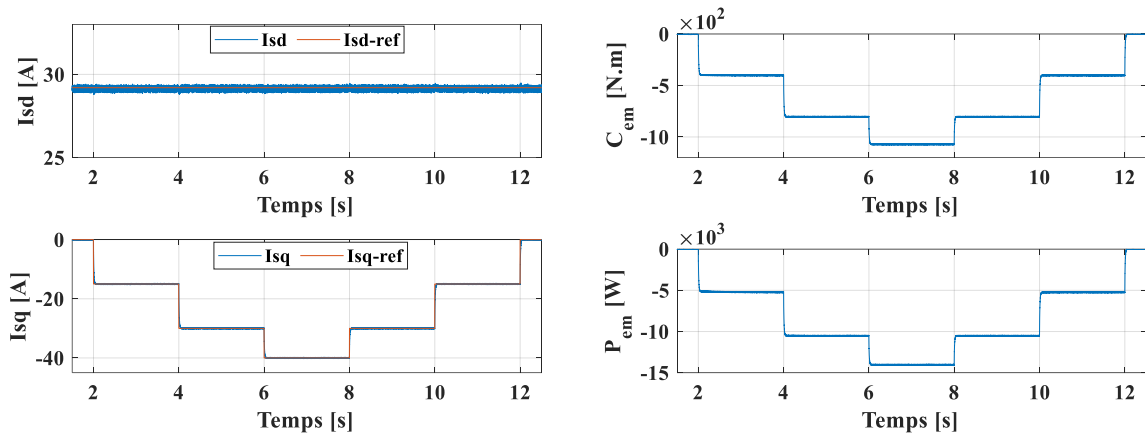 Isd Isd-ref
Isd [A]
30
25
2 4 6 8 10 12
Temps [s]
Isq Isq-ref
Isq [A]
0
-20
-40
2 4 6 8 10 12
Temps [s]
×10²
C_em [N.m]
0
-5
-10
2 4 6 8 10 12
Temps [s]
×10³
P_em [W]
0
-5
-10
-15
2 4 6 8 10 12
Temps [s]